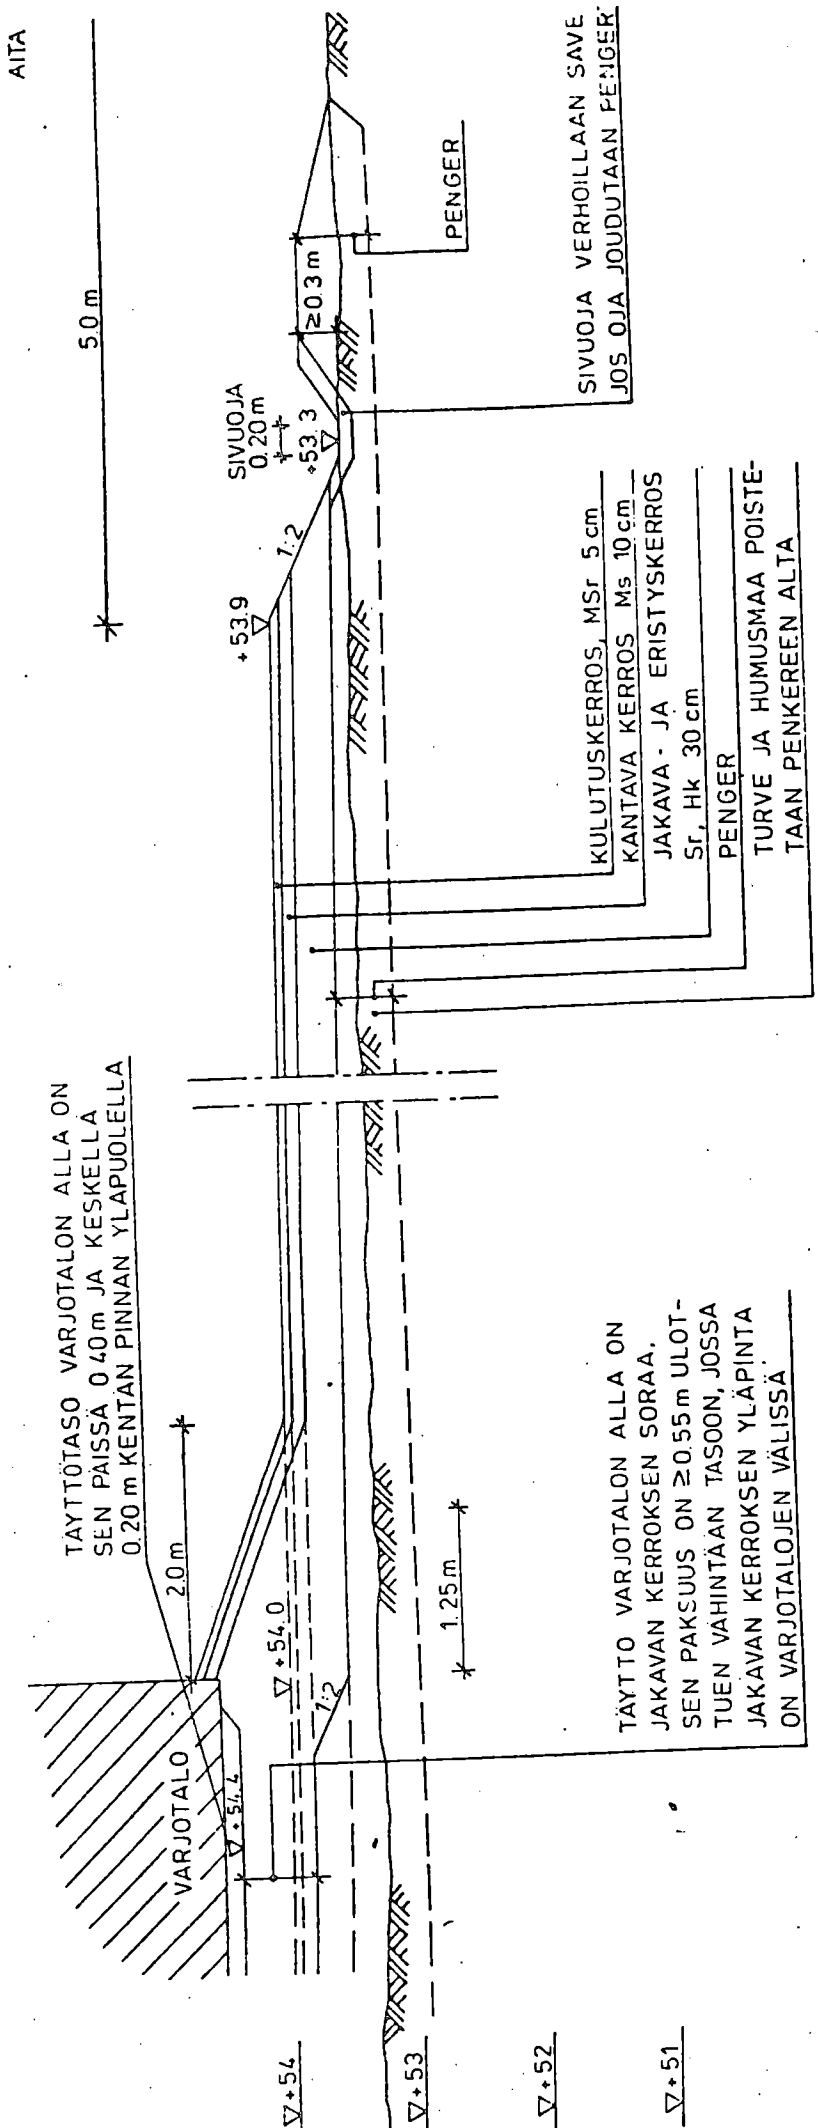 AITA
5.0 m
TÄYTTÖTASO VARJOTALON ALLA ON
SEN PÄISSÄ 0.40m JA KESKELLÄ
0.20 m KENTÄN PINNAN YLÄPUOLELLA
2.0 m
VARJOTALO
+54.4
+54.0
1:2
1.25 m
+53.9
1:2
SIVUOJA
0.20 m
+53.3
≥0.3 m
PENGER
SIVUOJA VERHOILLAAN SAVE
JOS OJA JOUDUTAAN PENGER
KULUTUSKERROS, MSr 5 cm
KANTAVA KERROS Ms 10 cm
JAKAVA- JA ERISTYSKERROS
Sr, Hk 30 cm
PENGER
TURVE JA HUMUSMAA POISTE-
TAAN PENKEREEN ALTA
TÄYTTÖ VARJOTALON ALLA ON
JAKAVAN KERROKSEN SORAA,
SEN PAKSUUS ON ≥0.55 m ULOT-
TUEN VÄHINTÄÄN TASOON, JOSSA
JAKAVAN KERROKSEN YLÄPINTA
ON VARJOTALOJEN VÄLISSÄ
+54
+53
+52
+51